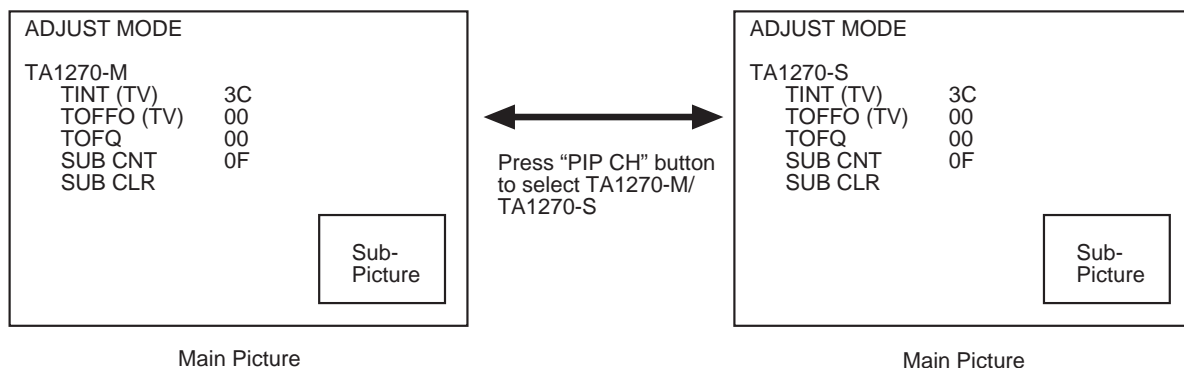 ADJUST MODE
TA1270-M
TINT (TV) 3C
TOFFO (TV) 00
TOFQ 00
SUB CNT 0F
SUB CLR
Sub-
Picture
Main Picture
Press “PIP CH” button
to select TA1270-M/
TA1270-S
ADJUST MODE
TA1270-S
TINT (TV) 3C
TOFFO (TV) 00
TOFQ 00
SUB CNT 0F
SUB CLR
Sub-
Picture
Main Picture